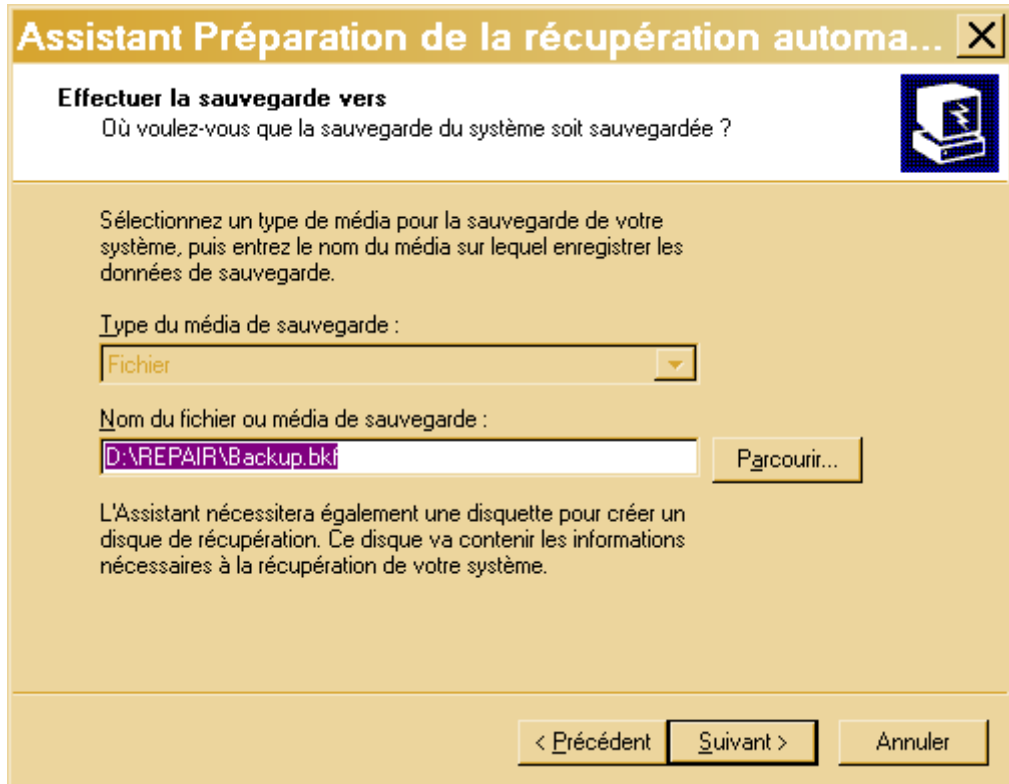 Assistant Préparation de la récupération automa...
Effectuer la sauvegarde vers
Où voulez-vous que la sauvegarde du système soit sauvegardée ?
Sélectionnez un type de média pour la sauvegarde de votre
système, puis entrez le nom du média sur lequel enregistrer les
données de sauvegarde.
Type du média de sauvegarde :
Fichier
Nom du fichier ou média de sauvegarde :
D:\REPAIR\Backup.bkf
Parcourir...
L'Assistant nécessitera également une disquette pour créer un
disque de récupération. Ce disque va contenir les informations
nécessaires à la récupération de votre système.
< Précédent
Suivant >
Annuler